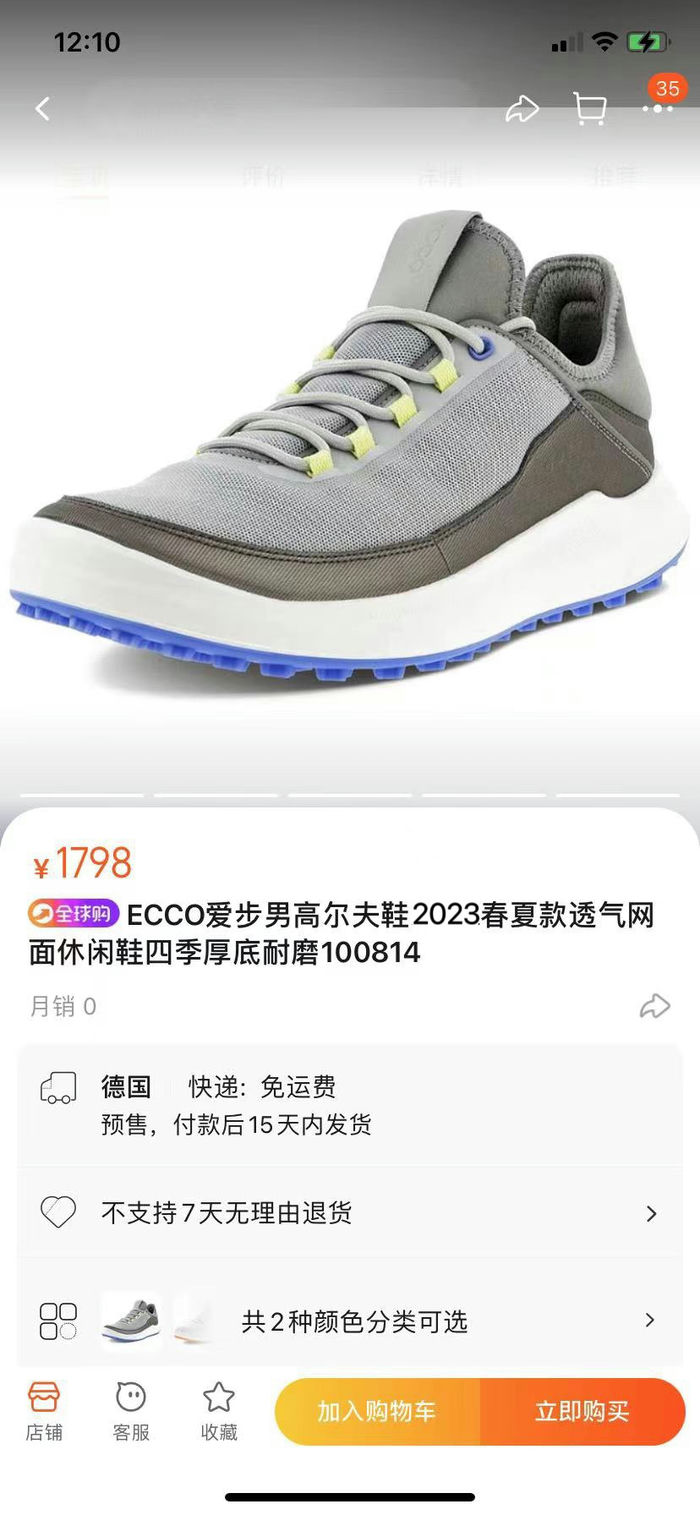 12:10
35
评价
详情
推荐
ecco
¥1798
全球购 ECCO爱步男高尔夫鞋2023春夏款透气网
面休闲鞋四季厚底耐磨100814
月销 0
德国 快递: 免运费
预售，付款后15天内发货
不支持7天无理由退货
共2种颜色分类可选
店铺
客服
收藏
加入购物车
立即购买